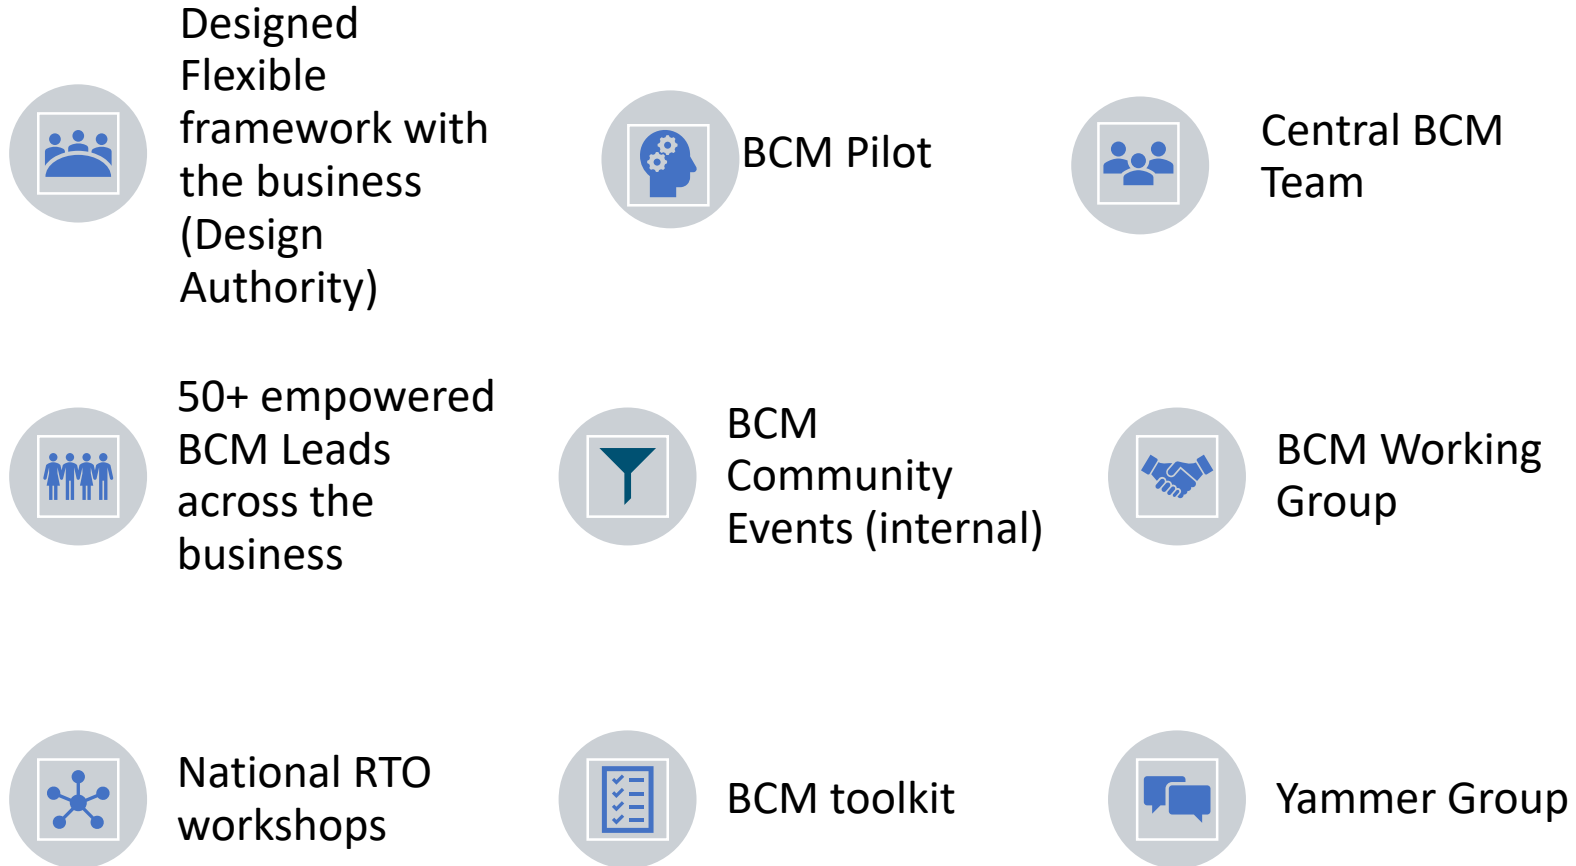 Designed
Flexible
framework with
the business
(Design
Authority)
BCM Pilot
Central BCM
Team
50+ empowered
BCM Leads
across the
business
BCM
Community
Events (internal)
BCM Working
Group
National RTO
workshops
BCM toolkit
Yammer Group